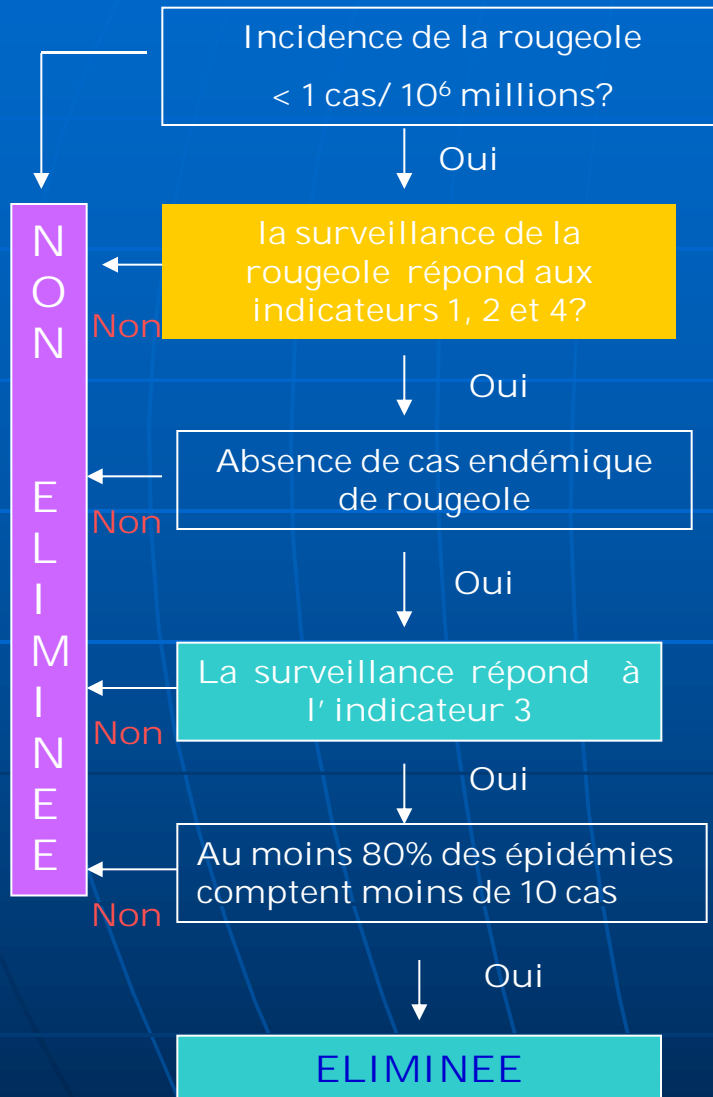 Incidence de la rougeole
< 1 cas/ 10⁶ millions?
Oui
NON ELIMINEE
la surveillance de la
rougeole répond aux
indicateurs 1, 2 et 4?
Non
Oui
Absence de cas endémique
de rougeole
Non
Oui
La surveillance répond à
l' indicateur 3
Non
Oui
Au moins 80% des épidémies
comptent moins de 10 cas
Non
Oui
ELIMINEE